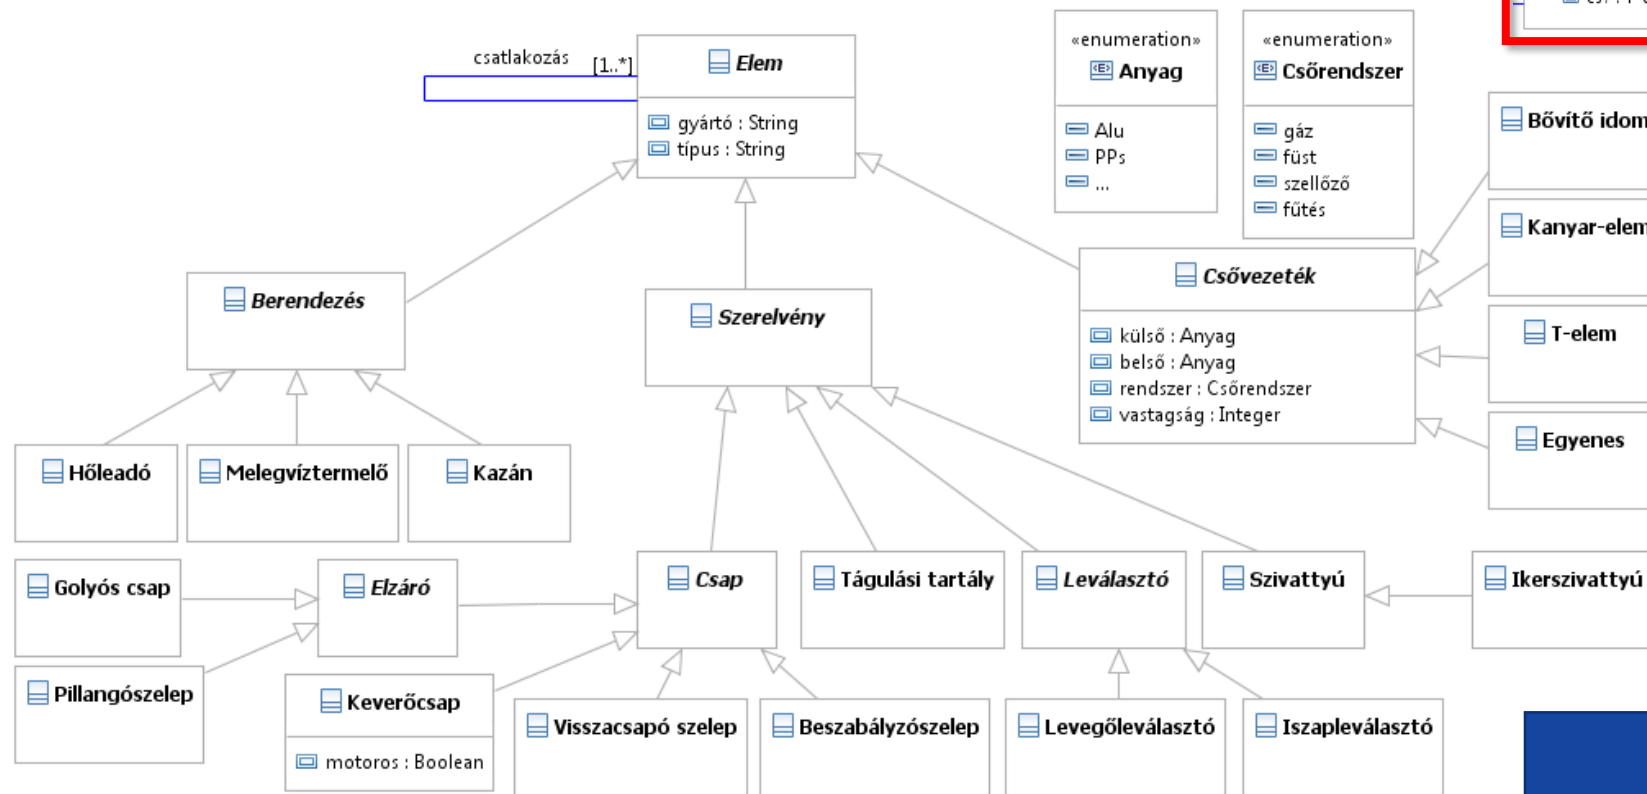 csatlakozás
[1..*]
Elem
gyártó : String
típus : String
«enumeration»
Anyag
Alu
PPs
...
«enumeration»
Csőrendszer
gáz
füst
szellőző
fűtés
Bővítő idom
Kanyar-elem
T-elem
Egyenes
Csővezeték
külső : Anyag
belső : Anyag
rendszer : Csőrendszer
vastagság : Integer
Berendezés
Szerelvény
Hőleadó
Melegvíztermelő
Kazán
Golyós csap
Elzáró
Csap
Tágulási tartály
Leválasztó
Szivattyú
Ikerszivattyú
Pillangószelep
Keverőcsap
motoros : Boolean
Visszacsapó szelep
Beszabályzószelep
Levegőleválasztó
Iszapleválasztó